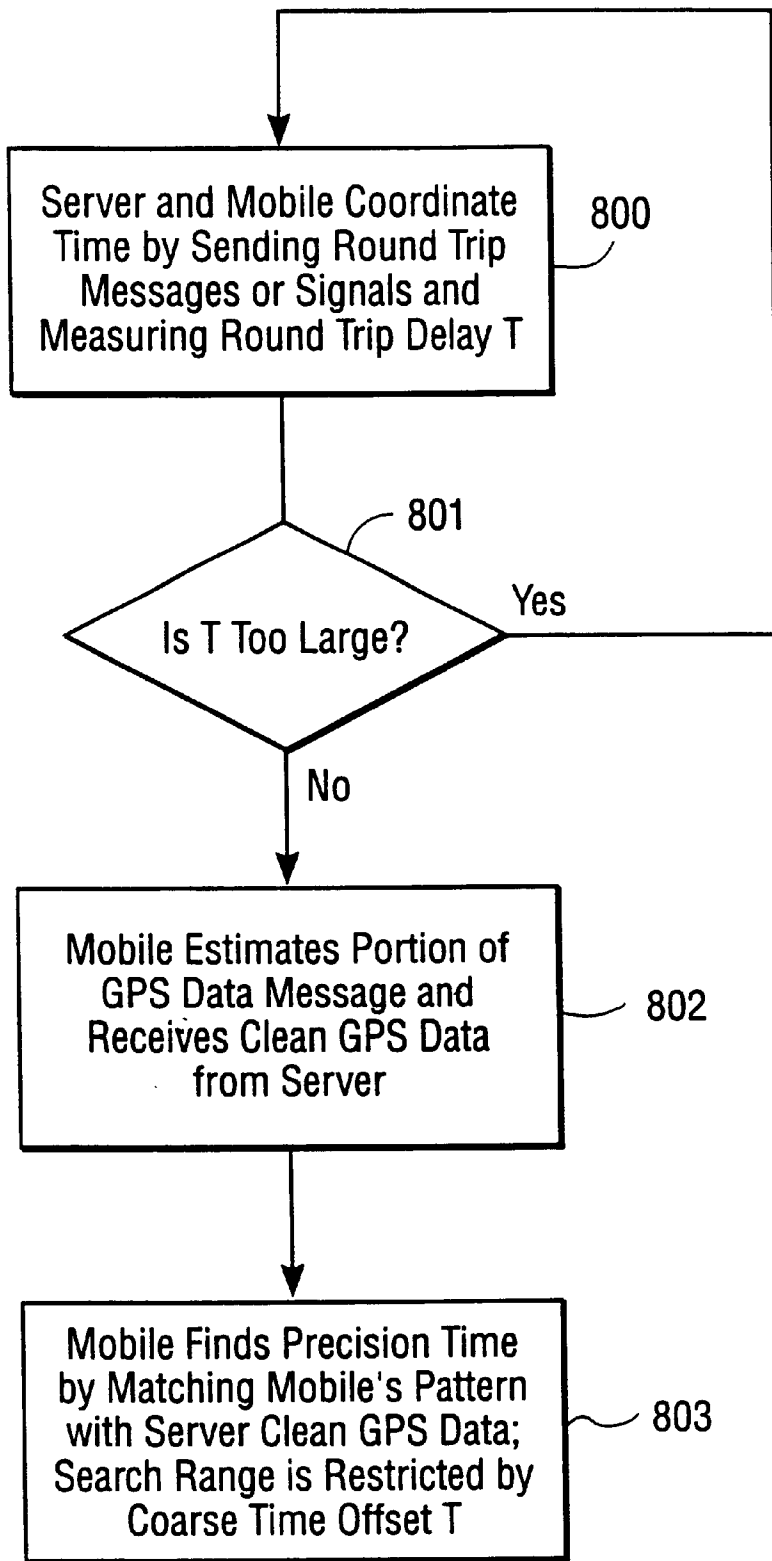 Server and Mobile Coordinate
Time by Sending Round Trip
Messages or Signals and
Measuring Round Trip Delay T
800
801
Is T Too Large?
Yes
No
Mobile Estimates Portion of
GPS Data Message and
Receives Clean GPS Data
from Server
802
Mobile Finds Precision Time
by Matching Mobile's Pattern
with Server Clean GPS Data;
Search Range is Restricted by
Coarse Time Offset T
803